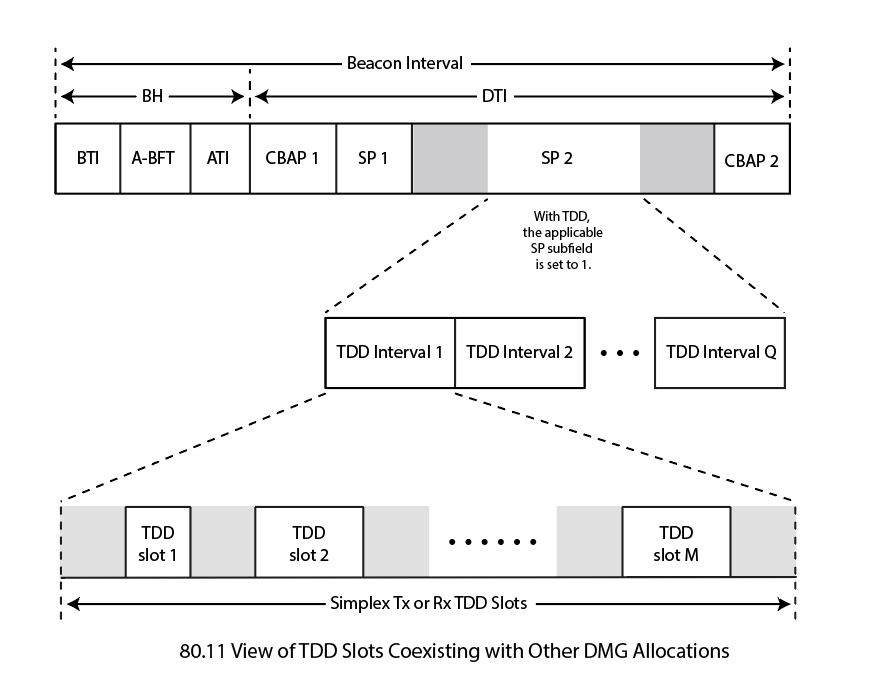 Beacon Interval
BH
DTI
BTI
A-BFT
ATI
CBAP 1
SP 1
SP 2
CBAP 2
With TDD,
the applicable
SP subfield
is set to 1.
TDD Interval 1
TDD Interval 2
• • •
TDD Interval Q
TDD
slot 1
TDD
slot 2
• • • • • •
TDD
slot M
Simplex Tx or Rx TDD Slots
80.11 View of TDD Slots Coexisting with Other DMG Allocations